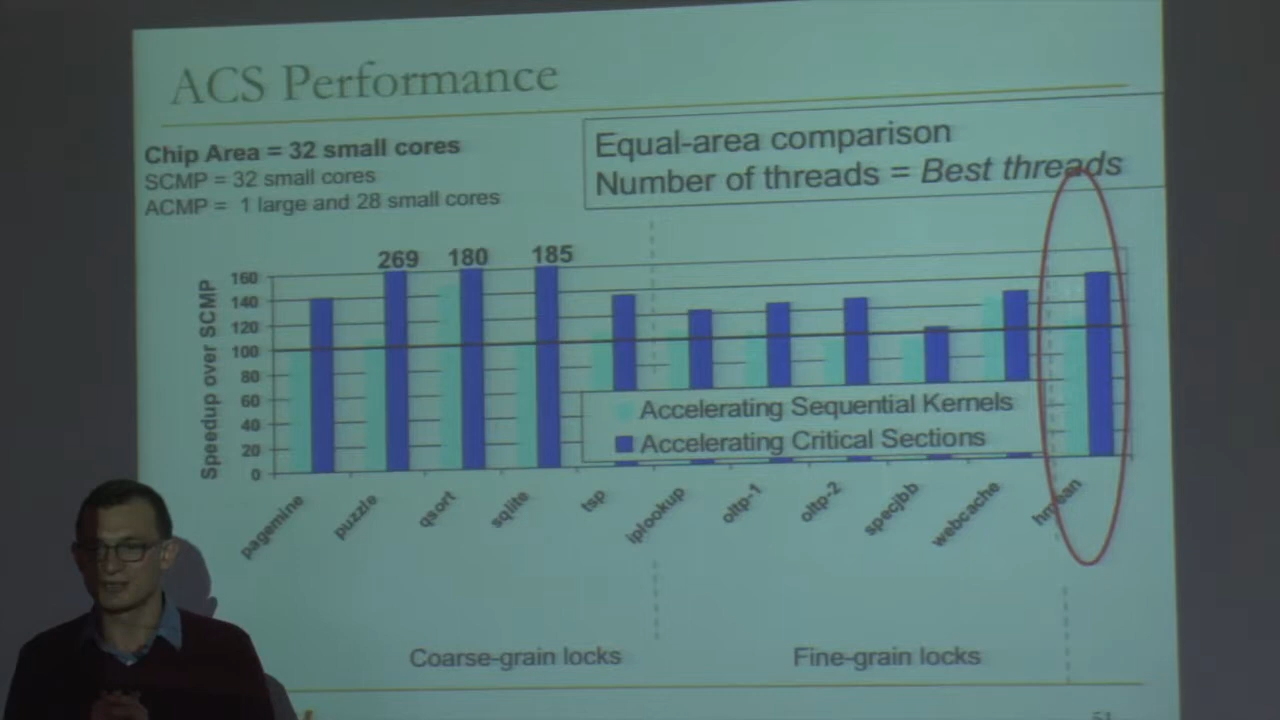 ACS Performance
Chip Area = 32 small cores
SCMP = 32 small cores
ACMP = 1 large and 28 small cores
Equal-area comparison
Number of threads = Best threads
269 180 185
Speedup over SCMP
160
140
120
100
80
60
40
20
0
Accelerating Sequential Kernels
Accelerating Critical Sections
pagemine
puzzle
qsort
sqlite
tsp
iplookup
oltp-1
oltp-2
specjbb
webcache
hmean
Coarse-grain locks
Fine-grain locks